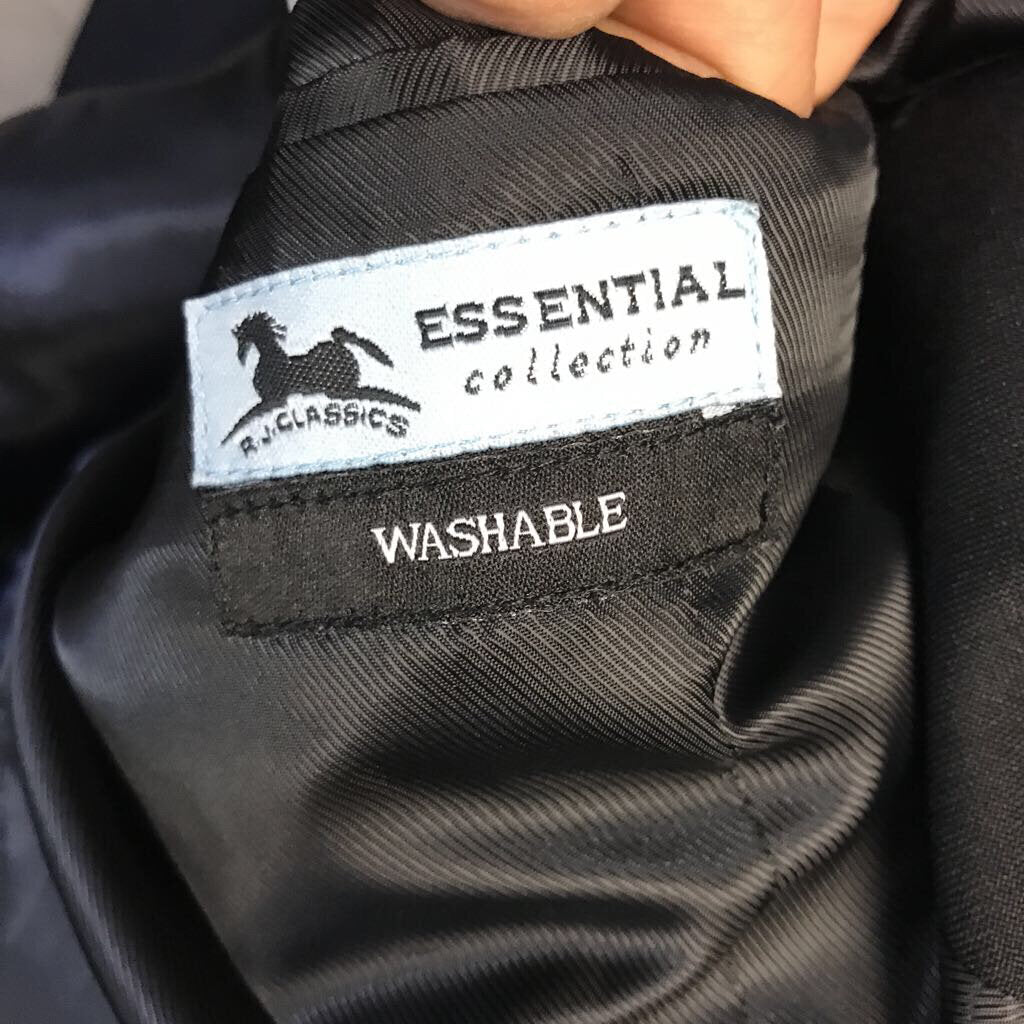 ESSENTIAL
collection
R.J.CLASSICS
WASHABLE